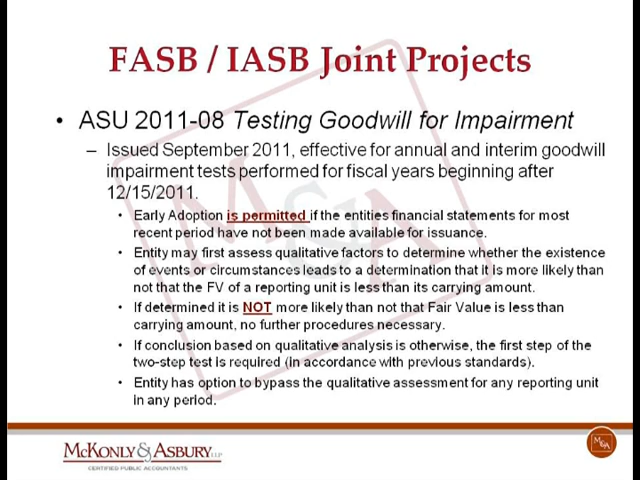 FASB / IASB Joint Projects
• ASU 2011-08 Testing Goodwill for Impairment
– Issued September 2011, effective for annual and interim goodwill
impairment tests performed for fiscal years beginning after
12/15/2011.
• Early Adoption is permitted if the entities financial statements for most
recent period have not been made available for issuance.
• Entity may first assess qualitative factors to determine whether the existence
of events or circumstances leads to a determination that it is more likely than
not that the FV of a reporting unit is less than its carrying amount.
• If determined it is NOT more likely than not that Fair Value is less than
carrying amount, no further procedures necessary.
• If conclusion based on qualitative analysis is otherwise, the first step of the
two-step test is required (in accordance with previous standards).
• Entity has option to bypass the qualitative assessment for any reporting unit
in any period.
McKonly & Asbury LLP
CERTIFIED PUBLIC ACCOUNTANTS
M&A
M&A